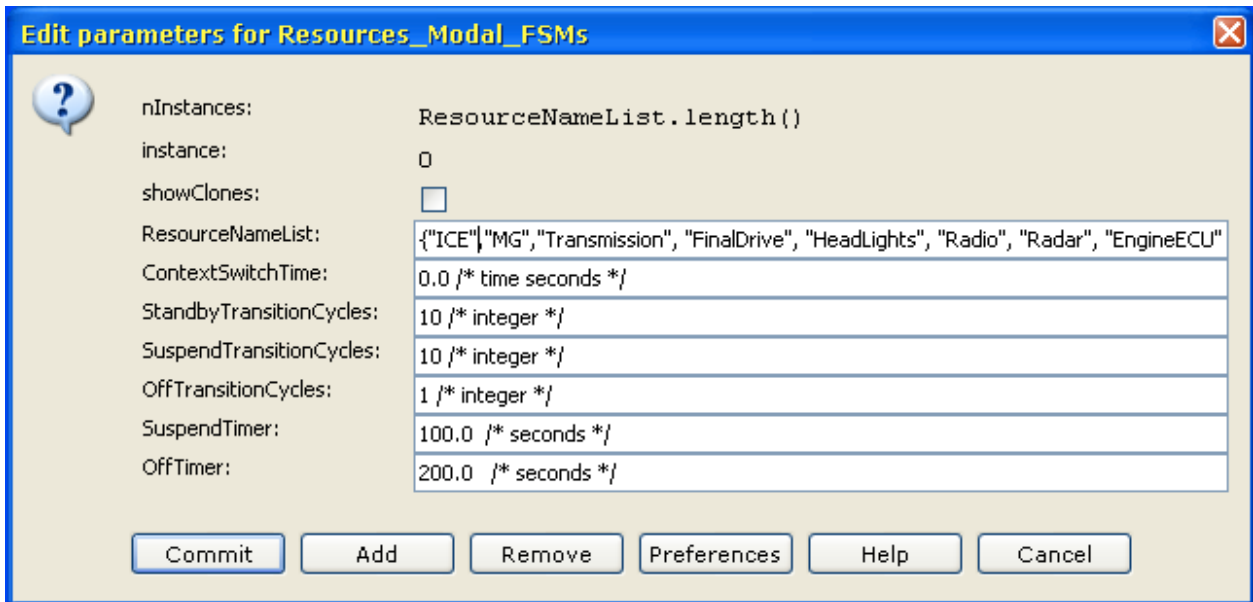 Edit parameters for Resources_Modal_FSMs
?
nInstances: ResourceNameList.length()
instance: 0
showClones:
ResourceNameList: {"ICE","MG","Transmission", "FinalDrive", "HeadLights", "Radio", "Radar", "EngineECU"
ContextSwitchTime: 0.0 /* time seconds */
StandbyTransitionCycles: 10 /* integer */
SuspendTransitionCycles: 10 /* integer */
OffTransitionCycles: 1 /* integer */
SuspendTimer: 100.0 /* seconds */
OffTimer: 200.0 /* seconds */
Commit Add Remove Preferences Help Cancel